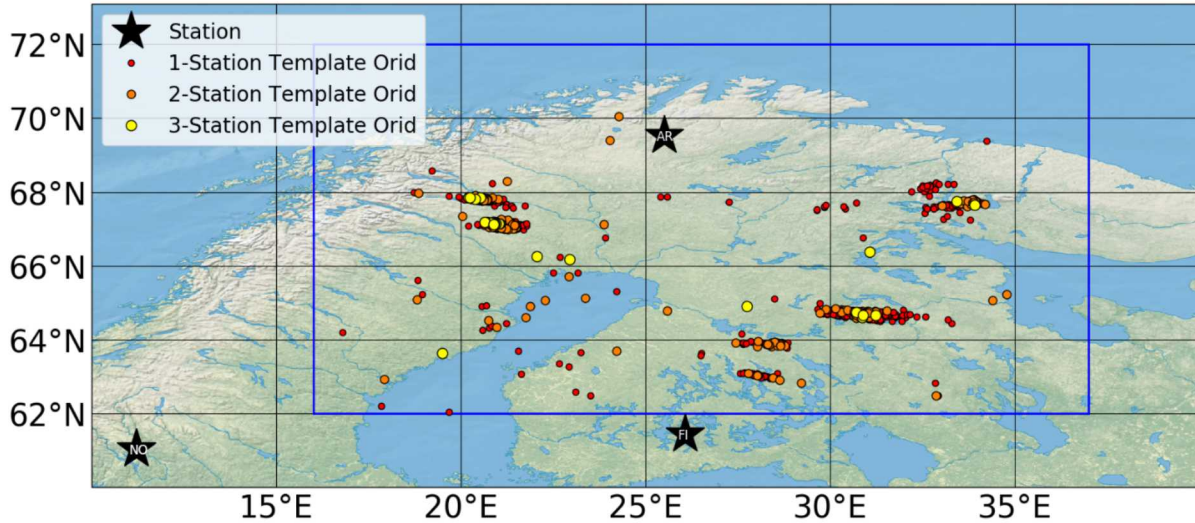 Station
1-Station Template Orid
2-Station Template Orid
3-Station Template Orid
72°N
70°N
68°N
66°N
64°N
62°N
AR
NO
FI
15°E
20°E
25°E
30°E
35°E